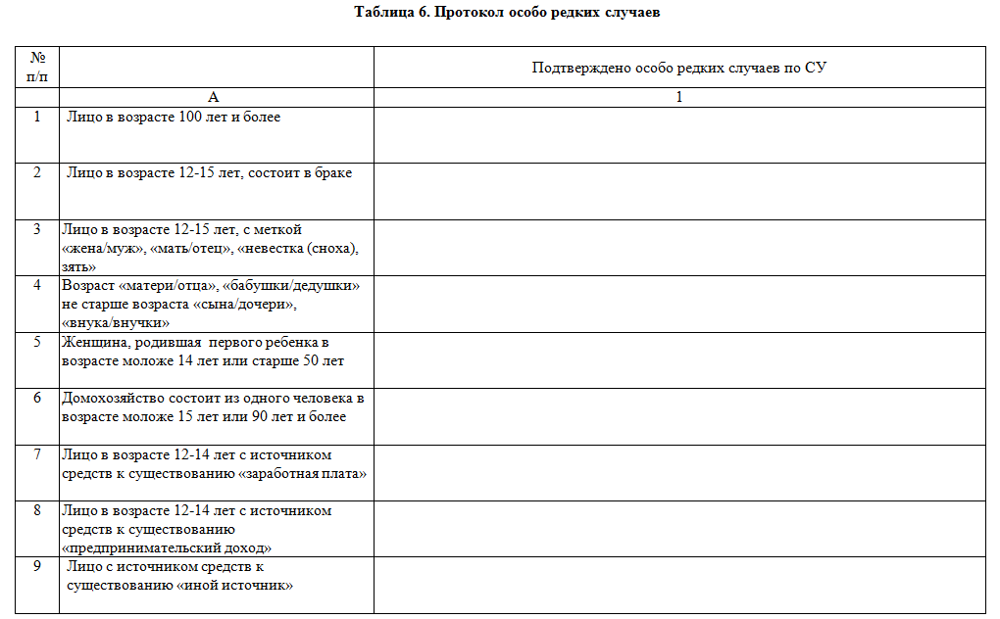 Таблица 6. Протокол особо редких случаев
№
п/п
Подтверждено особо редких случаев по СУ
А
1
1
Лицо в возрасте 100 лет и более
2
Лицо в возрасте 12-15 лет, состоит в браке
3
Лицо в возрасте 12-15 лет, с меткой
«жена/муж», «мать/отец», «невестка (сноха),
зять»
4
Возраст «матери/отца», «бабушки/дедушки»
не старше возраста «сына/дочери»,
«внука/внучки»
5
Женщина, родившая первого ребенка в
возрасте моложе 14 лет или старше 50 лет
6
Домохозяйство состоит из одного человека в
возрасте моложе 15 лет или 90 лет и более
7
Лицо в возрасте 12-14 лет с источником
средств к существованию «заработная плата»
8
Лицо в возрасте 12-14 лет с источником
средств к существованию
«предпринимательский доход»
9
Лицо с источником средств к
существованию «иной источник»